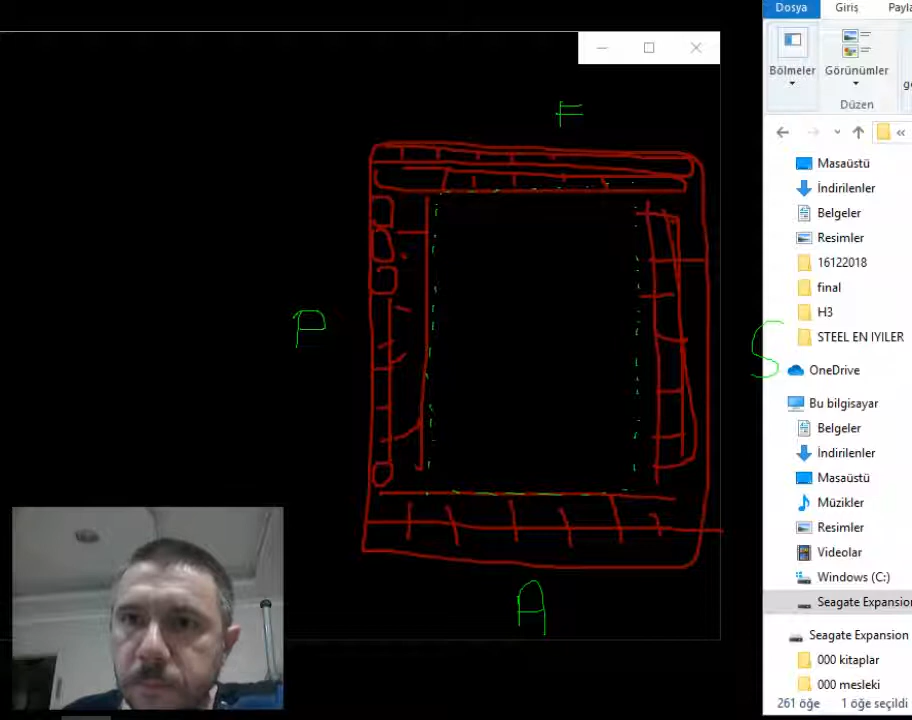 Dosya Giriş Payla
Bölmeler Görünümler
Düzen
«
F
P
S
A
Masaüstü
İndirilenler
Belgeler
Resimler
16122018
final
H3
STEEL EN IYILER
OneDrive
Bu bilgisayar
Belgeler
İndirilenler
Masaüstü
Müzikler
Resimler
Videolar
Windows (C:)
Seagate Expansion
Seagate Expansion
000 kitaplar
000 mesleki
261 öğe 1 öğe seçildi